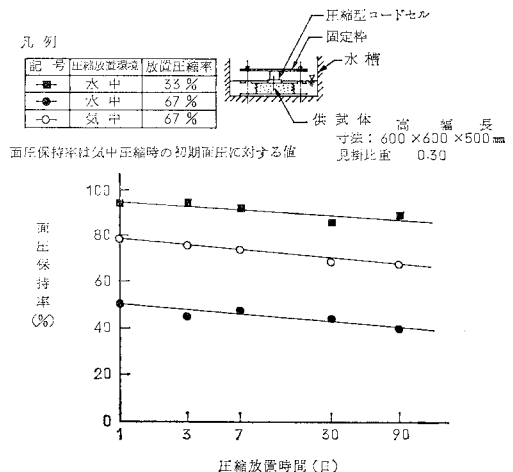 凡例
記号 圧縮放置環境 放置圧縮率
水中 33%
水中 67%
気中 67%
圧縮型ロードセル
固定枠
水槽
供試体 高 幅 長
寸法：600×600×500mm
見掛比重 0.30
面圧保持率は気中圧縮時の初期面圧に対する値
面圧保持率(%)
100
80
60
40
20
0
1 3 7 30 90
圧縮放置時間(日)